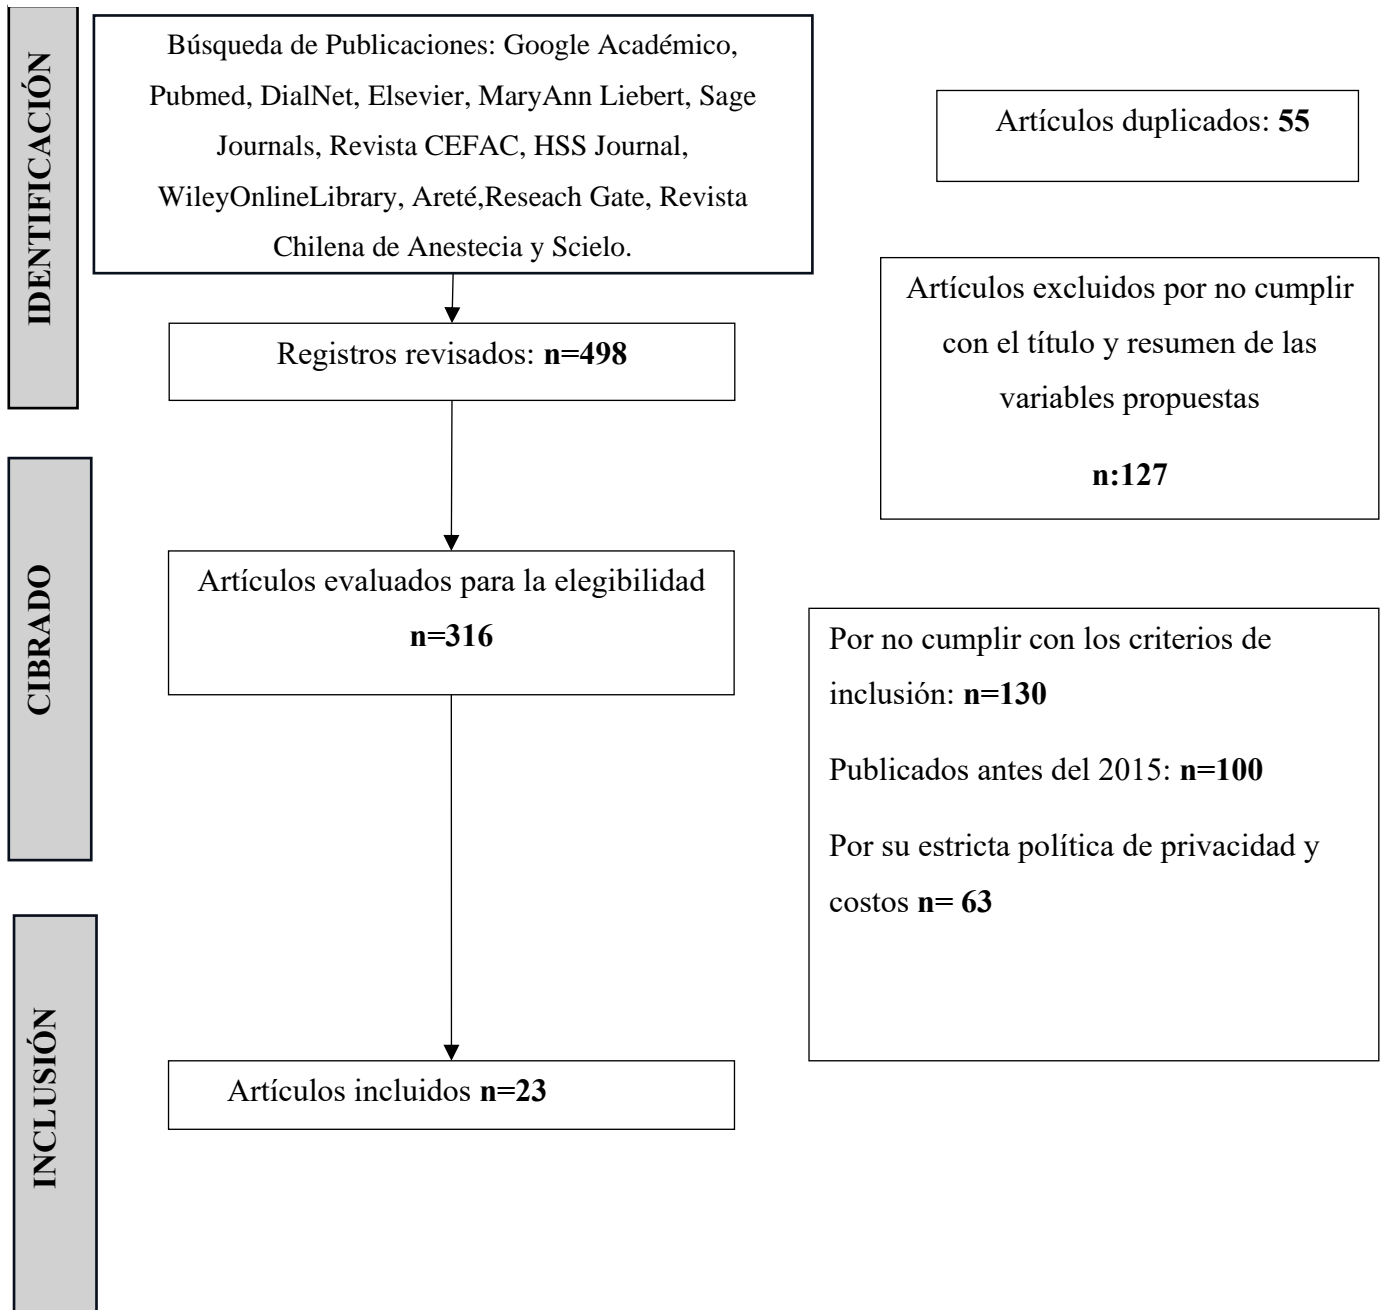 IDENTIFICACIÓN
Búsqueda de Publicaciones: Google Académico,
Pubmed, DialNet, Elsevier, MaryAnn Liebert, Sage
Journals, Revista CEFAC, HSS Journal,
WileyOnlineLibrary, Areté,Reseach Gate, Revista
Chilena de Anestecia y Scielo.
Artículos duplicados: 55
Registros revisados: n=498
Artículos excluidos por no cumplir
con el título y resumen de las
variables propuestas
n:127
CIBRADO
Artículos evaluados para la elegibilidad
n=316
Por no cumplir con los criterios de
inclusión: n=130
Publicados antes del 2015: n=100
Por su estricta política de privacidad y
costos n= 63
INCLUSIÓN
Artículos incluidos n=23